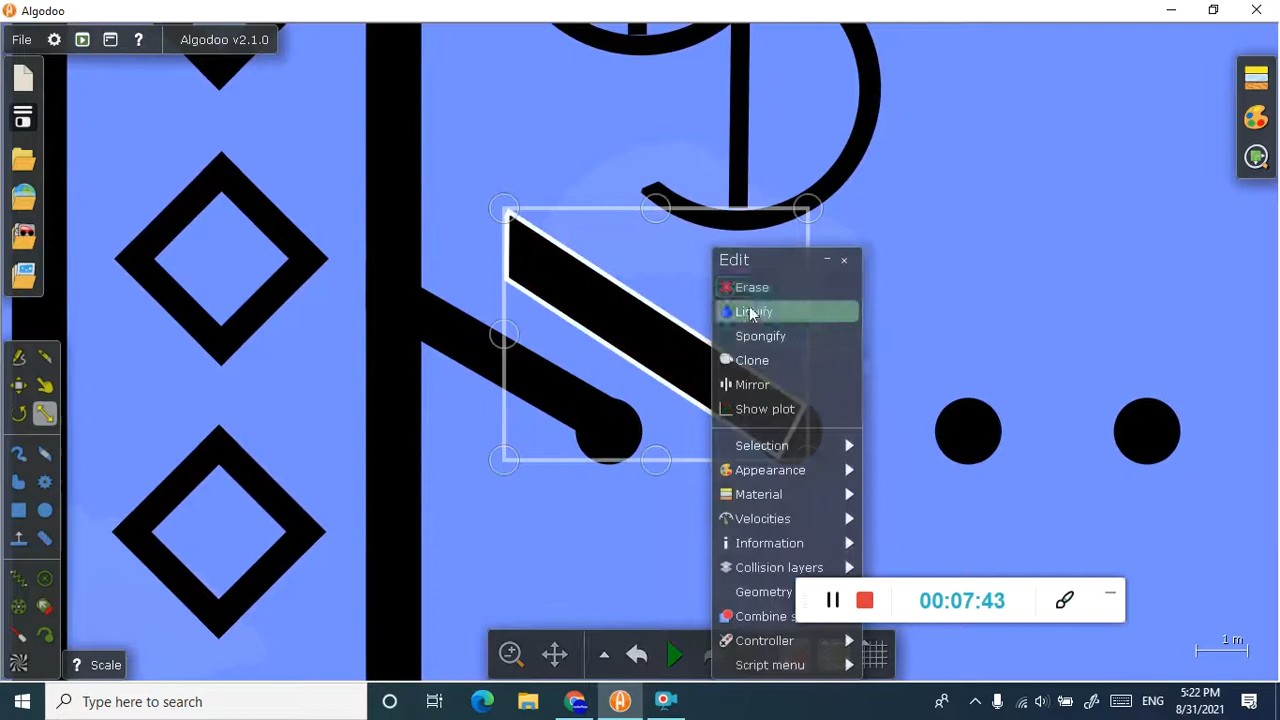 Algodoo
File
Algodoo v2.1.0
Edit
Erase
Liquify
Spongify
Clone
Mirror
Show plot
Selection
Appearance
Material
Velocities
Information
Collision layers
Geometry
Combine s
Controller
Script menu
00:07:43
1 m
? Scale
Type here to search
ENG
5:22 PM
8/31/2021